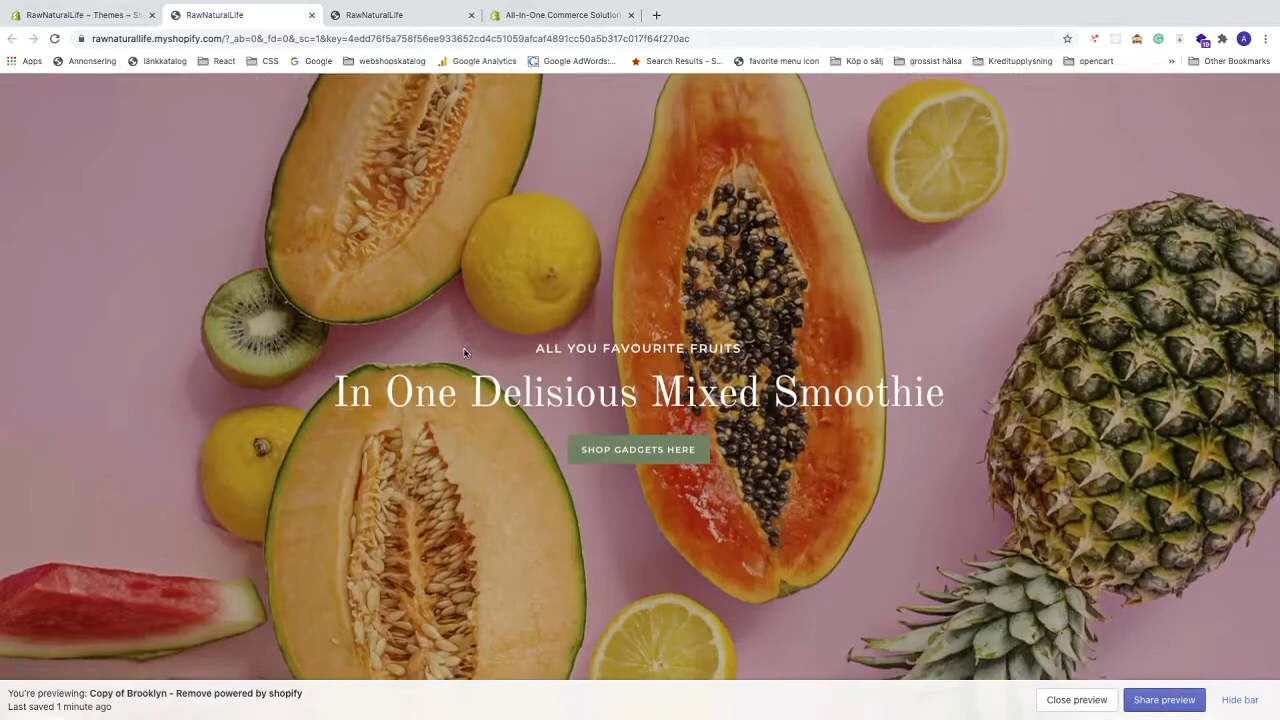 RawNaturalLife ~ Themes ~ Sh
RawNaturalLife
RawNaturalLife
All-In-One Commerce Solution
rawnaturallife.myshopify.com/?_ab=0&_fd=0&_sc=1&key=4edd76f5a758f56ee933652cd4c51059afcaf4891cc50a5b317c017f64f270ac
A
19
Apps
Annonsering
länkkatalog
React
CSS
Google
webshopskatalog
Google Analytics
Google AdWords:...
Search Results - S...
favorite menu icon
Köp o sälj
grossist hälsa
Kreditupplysning
opencart
»
Other Bookmarks
ALL YOU FAVOURITE FRUITS
In One Delisious Mixed Smoothie
SHOP GADGETS HERE
You're previewing: Copy of Brooklyn - Remove powered by shopify
Last saved 1 minute ago
Close preview
Share preview
Hide bar